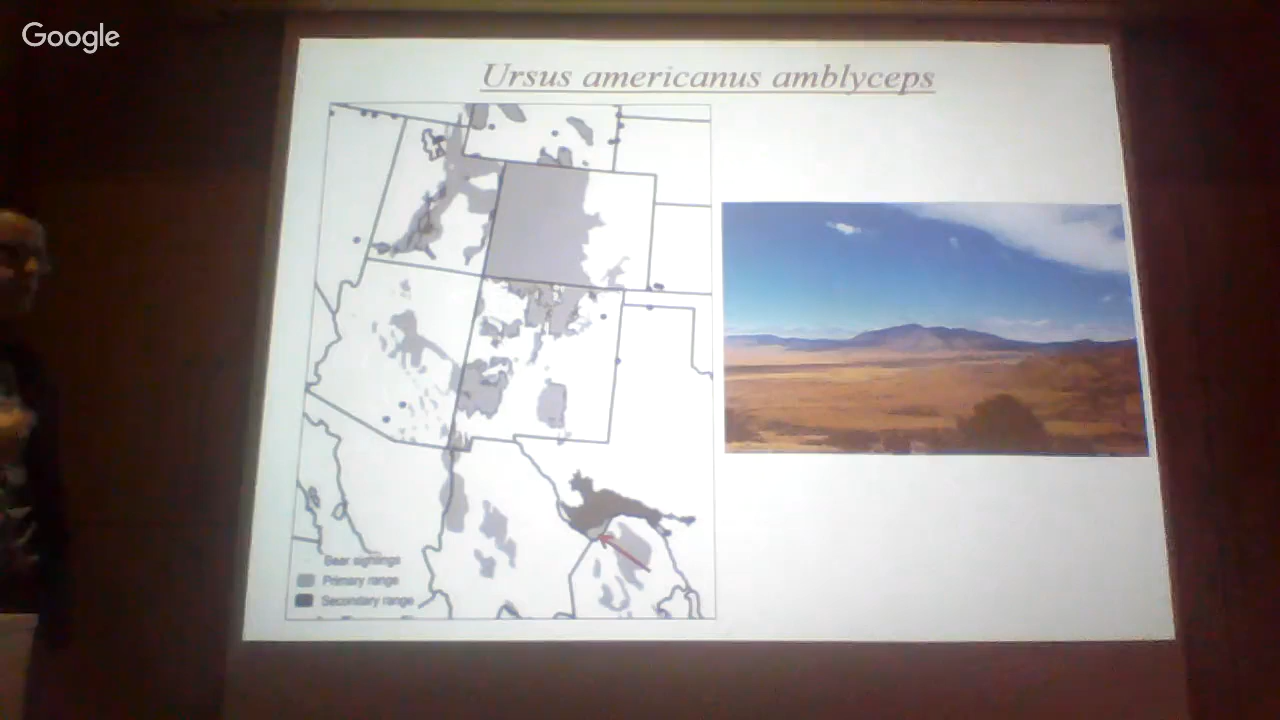 Google
Ursus americanus amblyceps
Bear sightings
Primary range
Secondary range